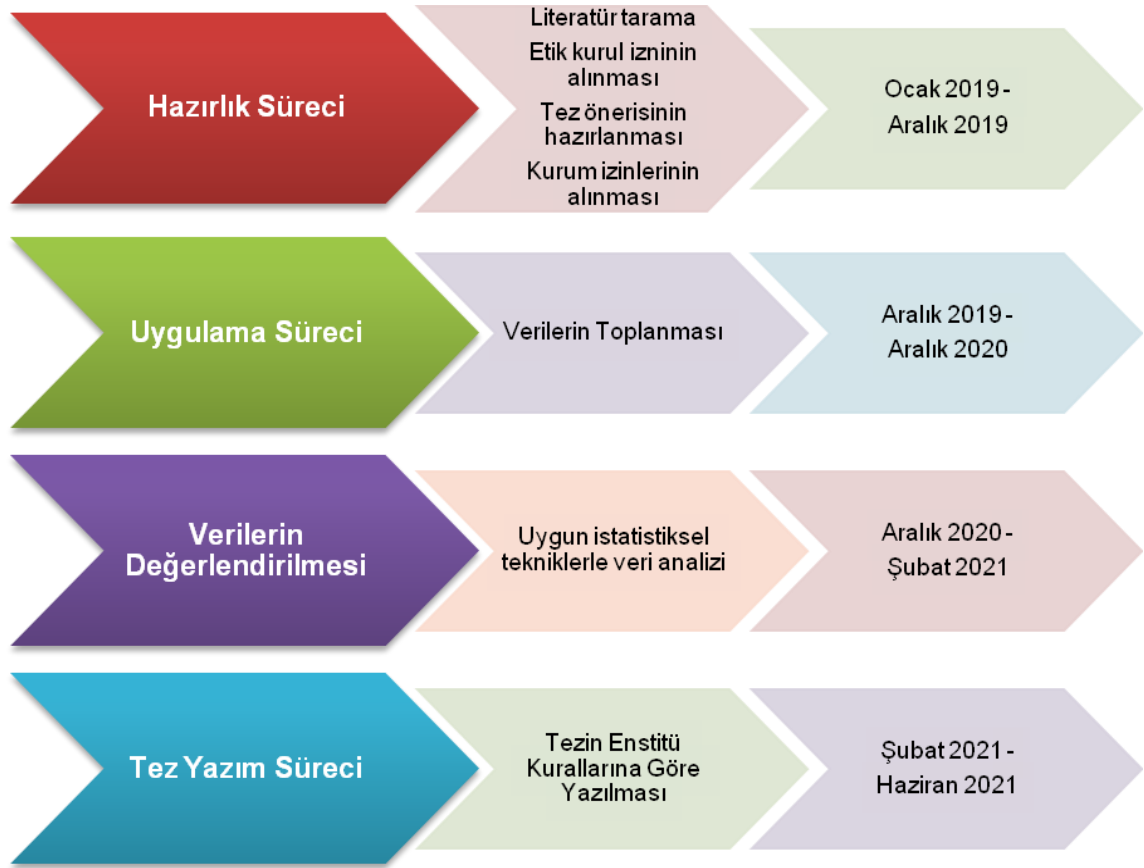 Hazırlık Süreci
Literatür tarama
Etik kurul izninin
alınması
Tez önerisinin
hazırlanması
Kurum izinlerinin
alınması
Ocak 2019 -
Aralık 2019
Uygulama Süreci
Verilerin Toplanması
Aralık 2019 -
Aralık 2020
Verilerin
Değerlendirilmesi
Uygun istatistiksel
tekniklerle veri analizi
Aralık 2020 -
Şubat 2021
Tez Yazım Süreci
Tezin Enstitü
Kurallarına Göre
Yazılması
Şubat 2021 -
Haziran 2021